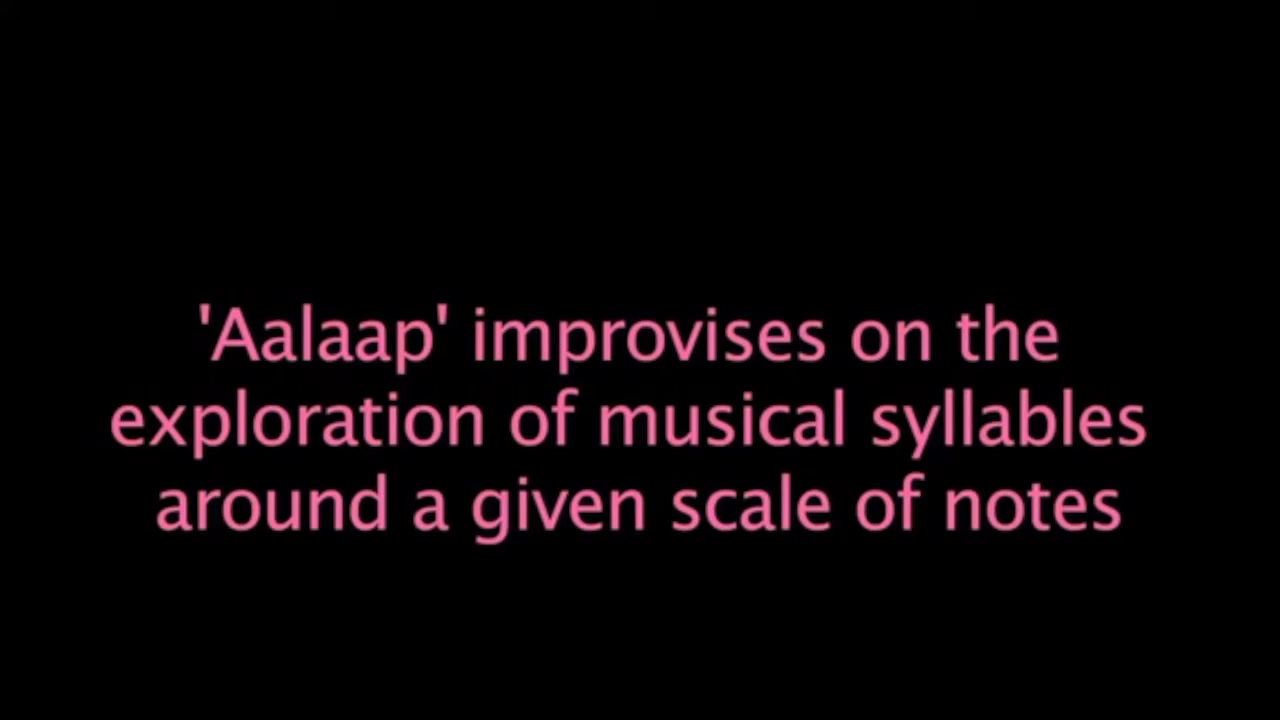 'Aalaap' improvises on the
exploration of musical syllables
around a given scale of notes